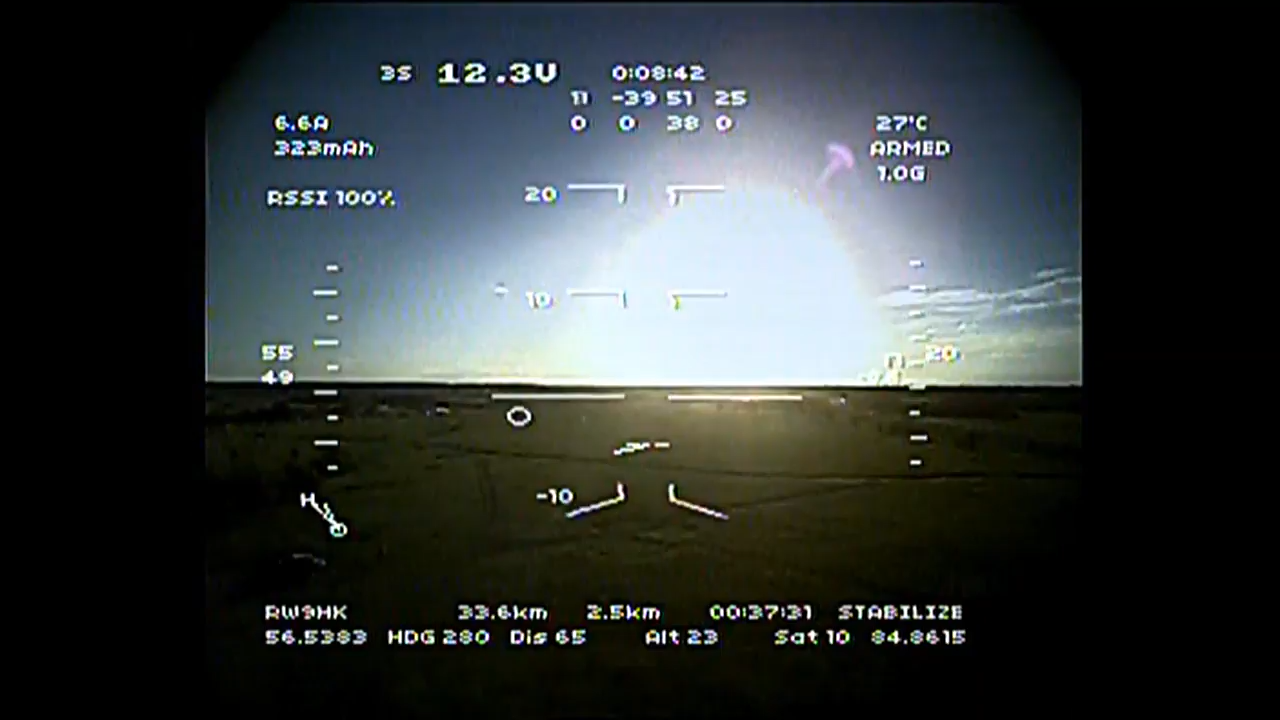 3S 12.3V 0:08:42
11 -39 51 25
6.6A 0 0 38 0 27°C
323mAh ARMED
1.0G
RSSI 100% 20
10
55 20
49
-10
H
RW9HK 33.6km 2.5km 00:37:31 STABILIZE
56.5383 HDG 280 Dis 65 Alt 23 Sat 10 84.8615